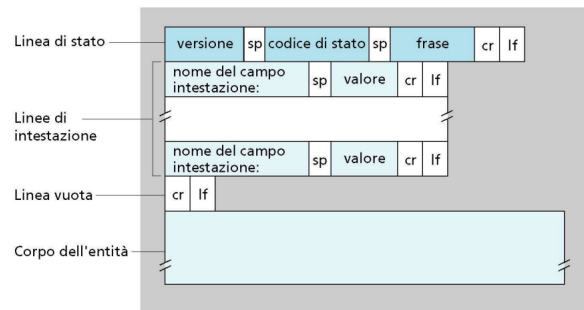 Linea di stato
versione sp codice di stato sp frase cr lf
nome del campo intestazione: sp valore cr lf
Linee di intestazione
nome del campo intestazione: sp valore cr lf
Linea vuota
cr lf
Corpo dell'entità